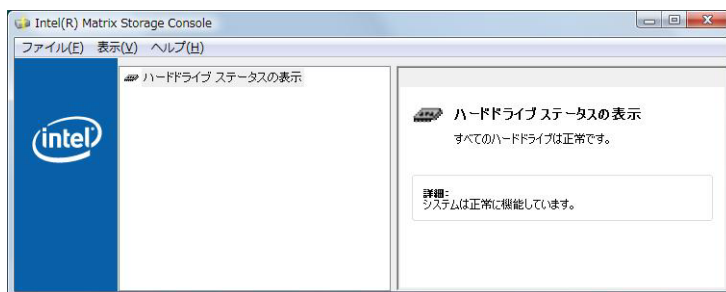 Intel(R) Matrix Storage Console
ファイル(F) 表示(V) ヘルプ(H)
ハードドライブ ステータスの表示
intel
ハードドライブ ステータスの表示
すべてのハードドライブは正常です。
詳細:
システムは正常に機能しています。